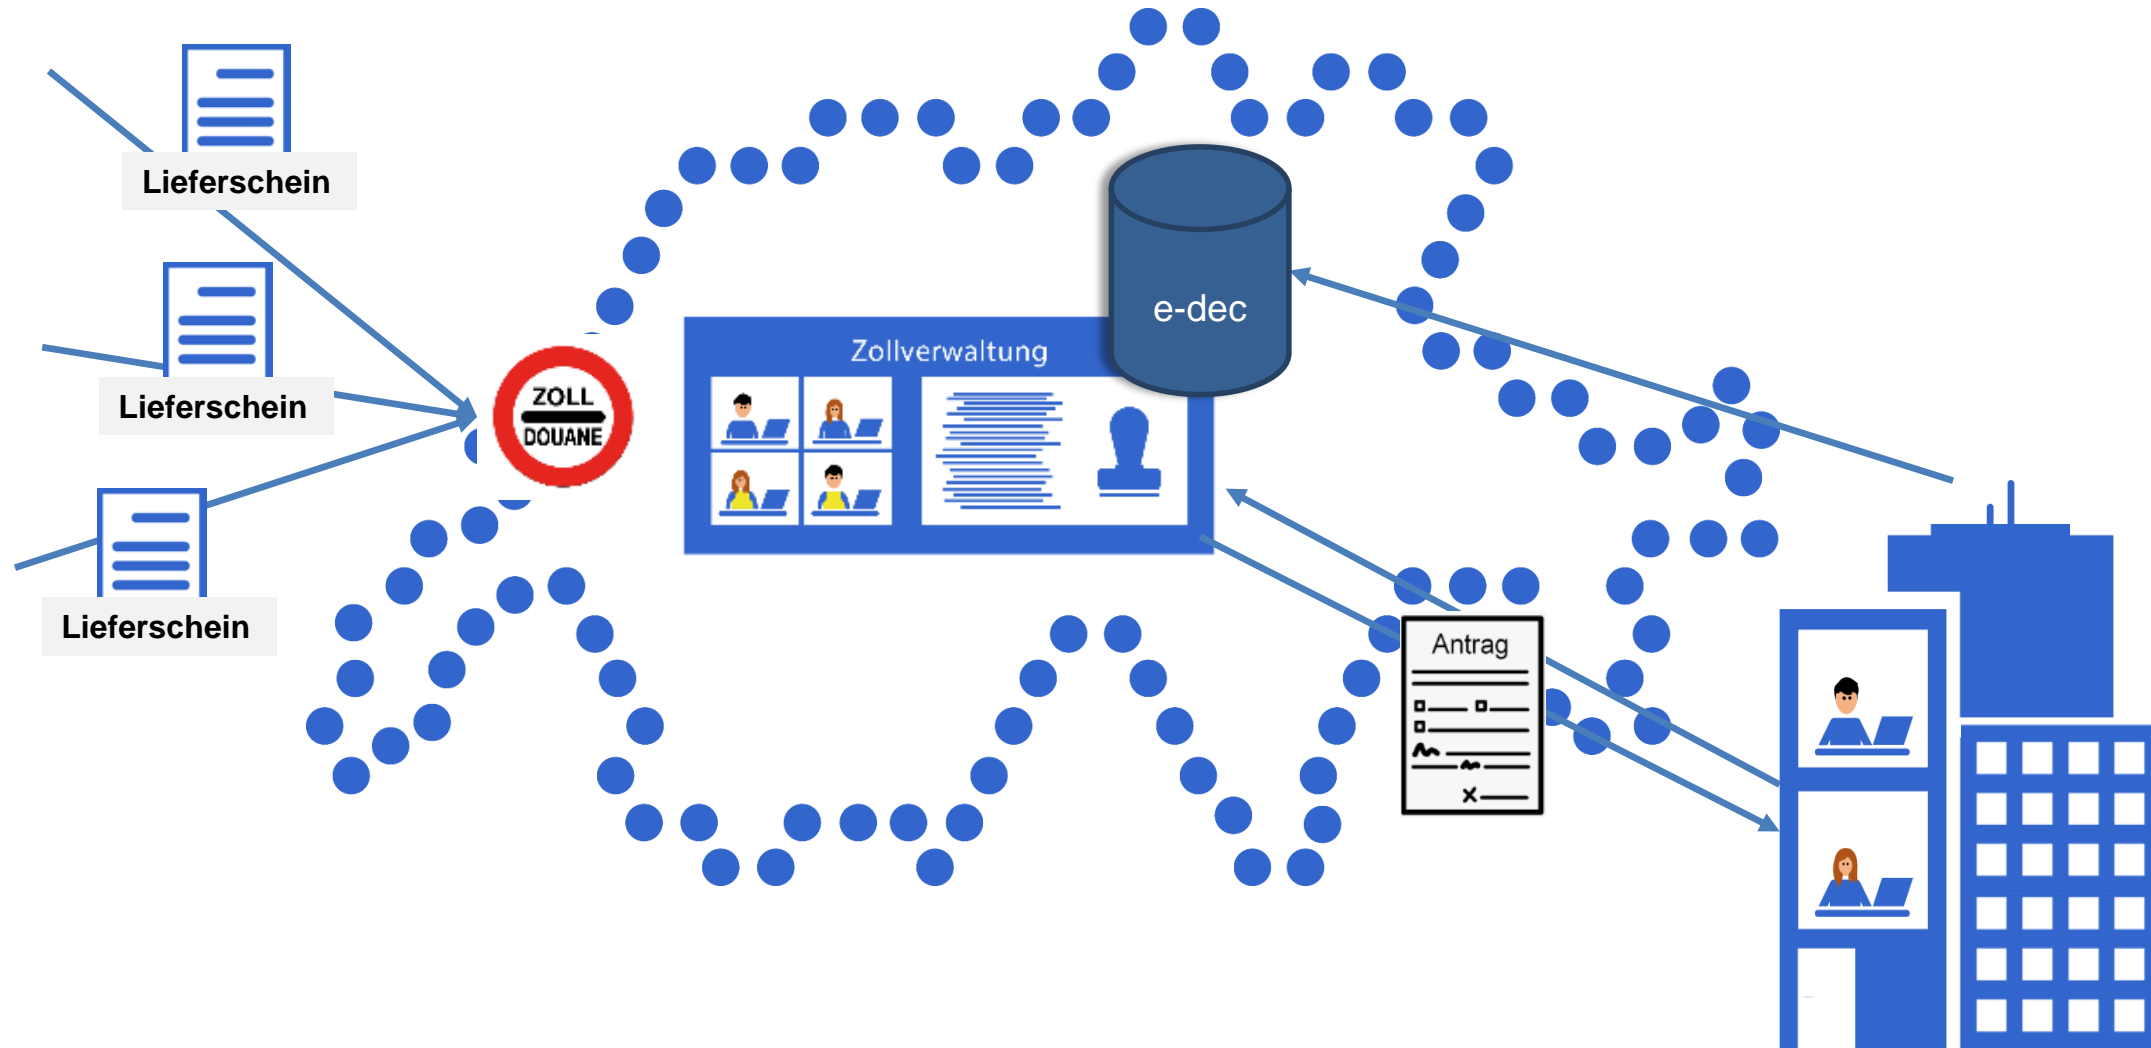 Lieferschein
Lieferschein
Lieferschein
ZOLL
DOUANE
Zollverwaltung
e-dec
Antrag